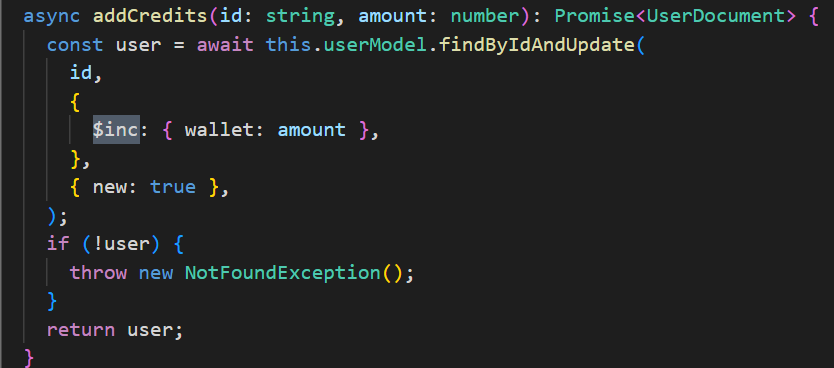 async addCredits(id: string, amount: number): Promise<UserDocument> {
  const user = await this.userModel.findByIdAndUpdate(
    id,
    {
      $inc: { wallet: amount },
    },
    { new: true },
  );
  if (!user) {
    throw new NotFoundException();
  }
  return user;
}